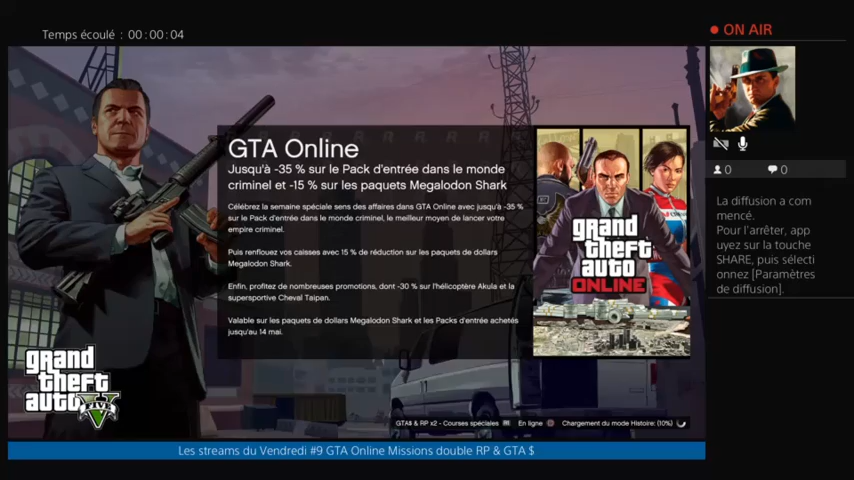 Temps écoulé : 00:00:04
ON AIR
GTA Online
Jusqu'à -35 % sur le Pack d'entrée dans le monde
criminel et -15 % sur les paquets Megalodon Shark
Célébrez la semaine spéciale sens des affaires dans GTA Online avec jusqu'à -35 %
sur le Pack d'entrée dans le monde criminel, le meilleur moyen de lancer votre
empire criminel.
Puis renflouez vos caisses avec 15 % de réduction sur les paquets de dollars
Megalodon Shark.
Enfin, profitez de nombreuses promotions, dont -30 % sur l'hélicoptère Akula et la
supersportive Cheval Taipan.
Valable sur les paquets de dollars Megalodon Shark et les Packs d'entrée achetés
jusqu'au 14 mai.
grand
theft
auto
ONLINE
0
0
La diffusion a com
mencé.
Pour l'arrêter, app
uyez sur la touche
SHARE, puis sélecti
onnez [Paramètres
de diffusion].
grand
theft
auto
V
FIVE
GTA$ & RP x2 - Courses spéciales
En ligne
Chargement du mode Histoire: (10%)
Les streams du Vendredi #9 GTA Online Missions double RP & GTA $